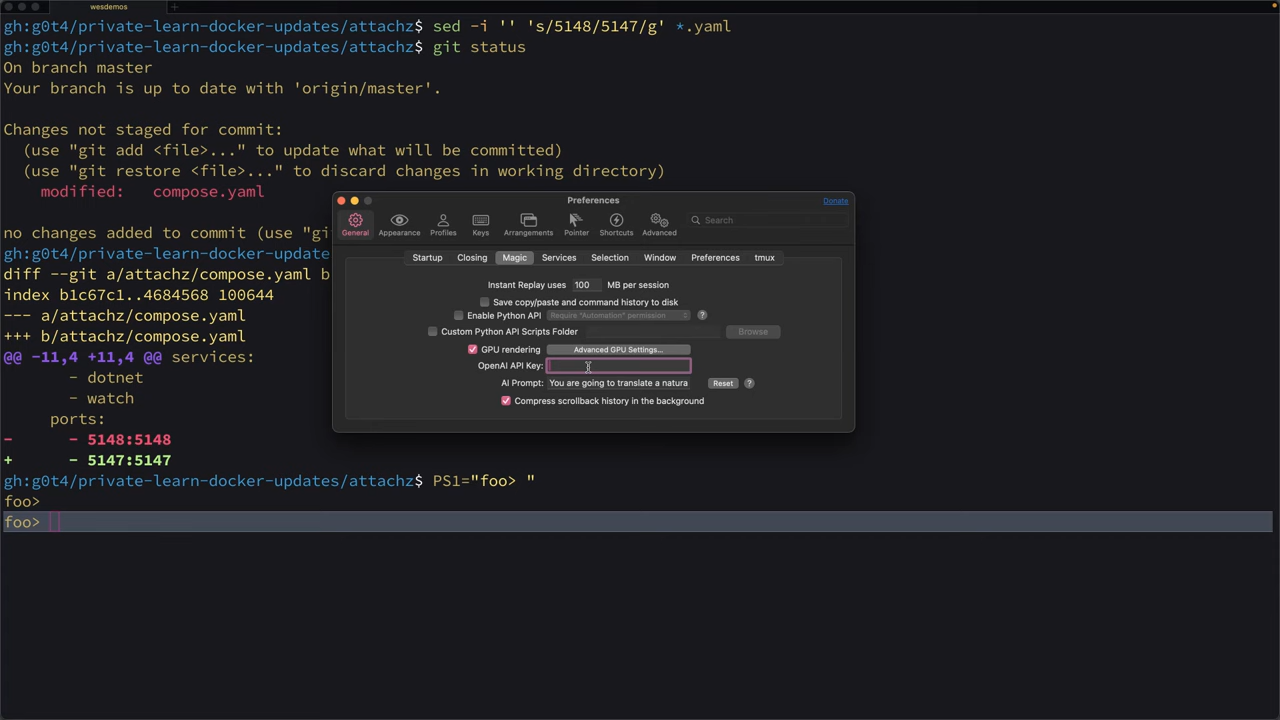 wesdemos
gh:g0t4/private-learn-docker-updates/attachz$ sed -i '' 's/5148/5147/g' *.yaml
gh:g0t4/private-learn-docker-updates/attachz$ git status
On branch master
Your branch is up to date with 'origin/master'.
Changes not staged for commit:
(use "git add <file>..." to update what will be committed)
(use "git restore <file>..." to discard changes in working directory)
modified:   compose.yaml
no changes added to commit (use "gi
gh:g0t4/private-learn-docker-updates
diff --git a/attachz/compose.yaml b
index b1c67c1..4684568 100644
--- a/attachz/compose.yaml
+++ b/attachz/compose.yaml
@@ -11,4 +11,4 @@ services:
- dotnet
- watch
ports:
-      - 5148:5148
+      - 5147:5147
gh:g0t4/private-learn-docker-updates/attachz$ PS1="foo> "
foo>
foo>
Preferences
Donate
General
Appearance
Profiles
Keys
Arrangements
Pointer
Shortcuts
Advanced
Search
Startup
Closing
Magic
Services
Selection
Window
Preferences
tmux
Instant Replay uses 100 MB per session
Save copy/paste and command history to disk
Enable Python API Require "Automation" permission ?
Custom Python API Scripts Folder Browse
GPU rendering Advanced GPU Settings...
OpenAI API Key:
AI Prompt: You are going to translate a natura Reset ?
Compress scrollback history in the background